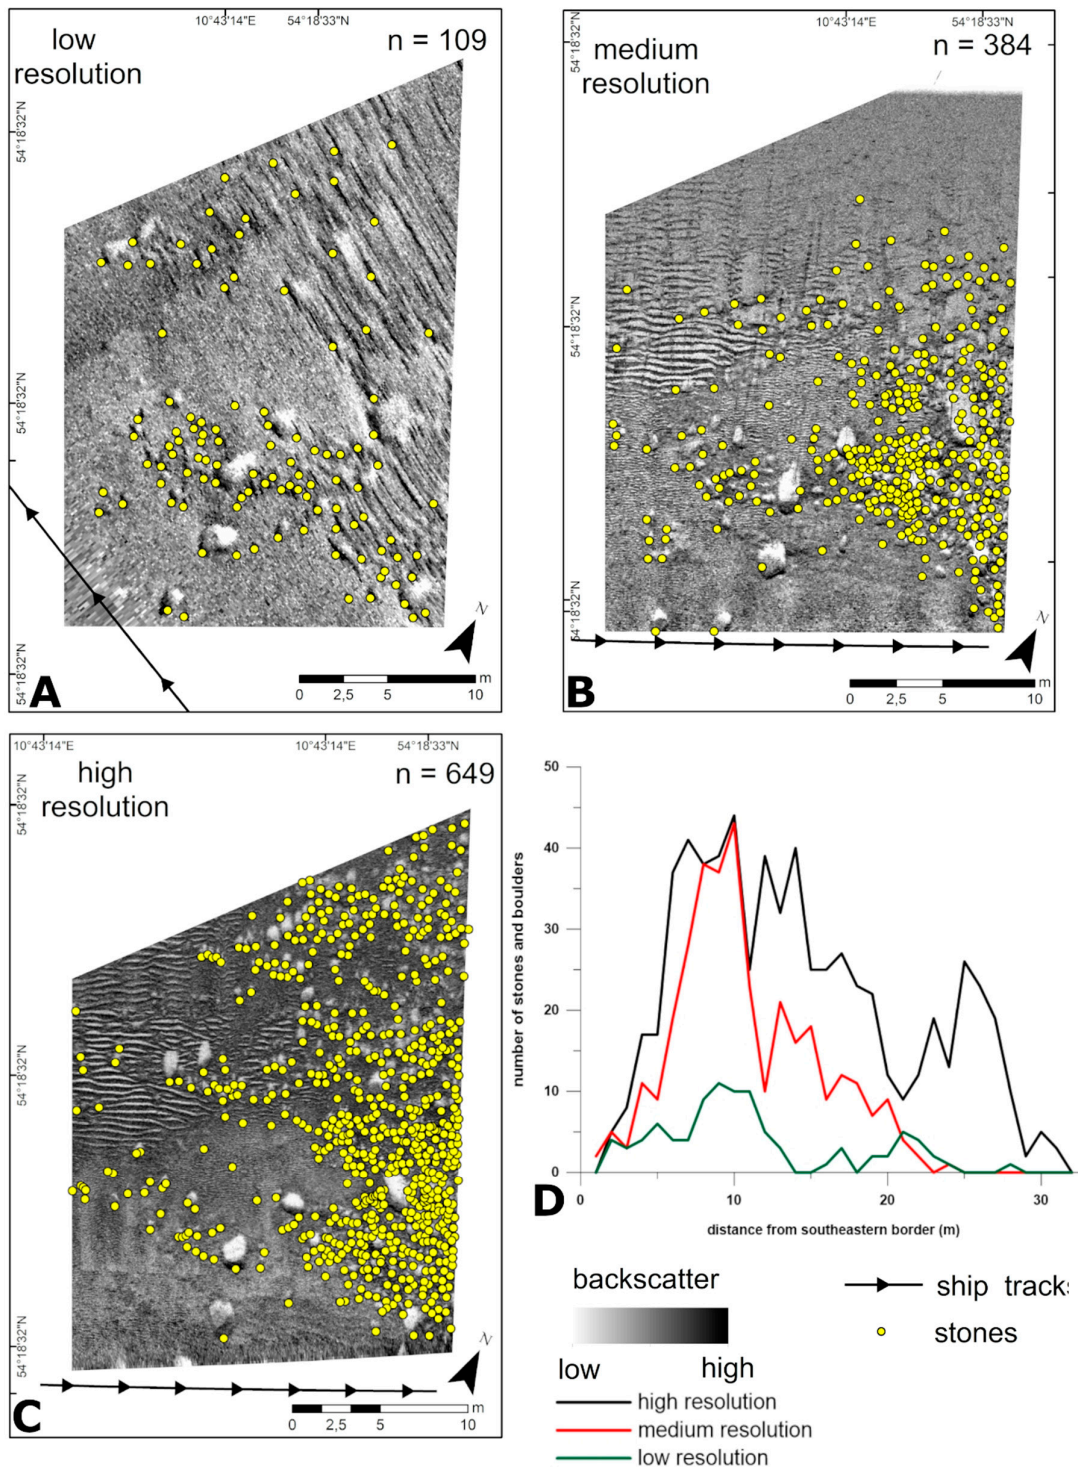 10°43'14"E 54°18'33"N
low
resolution
n = 109
54°18'32"N
54°18'32"N
54°18'32"N
N
m
0 2,5 5 10
A
10°43'14"E 54°18'33"N
medium
resolution
n = 384
54°18'32"N
54°18'32"N
54°18'32"N
N
m
0 2,5 5 10
B
10°43'14"E 10°43'14"E 54°18'33"N
high
resolution
n = 649
54°18'32"N
54°18'32"N
54°18'32"N
N
m
0 2,5 5 10
C
50
40
30
20
10
0
number of stones and boulders
0 10 20 30
distance from southeastern border (m)
D
backscatter
low high
ship tracks
stones
high resolution
medium resolution
low resolution